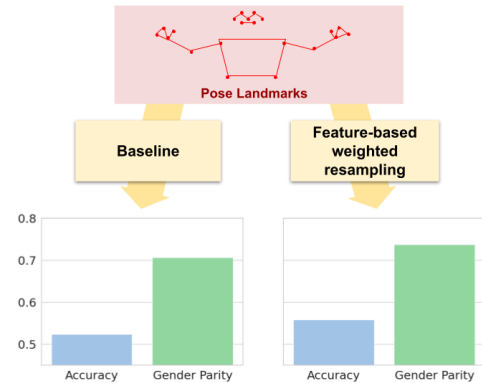 Pose Landmarks
Baseline
Feature-based
weighted
resampling
0.8
0.7
0.6
0.5
Accuracy Gender Parity
Accuracy Gender Parity